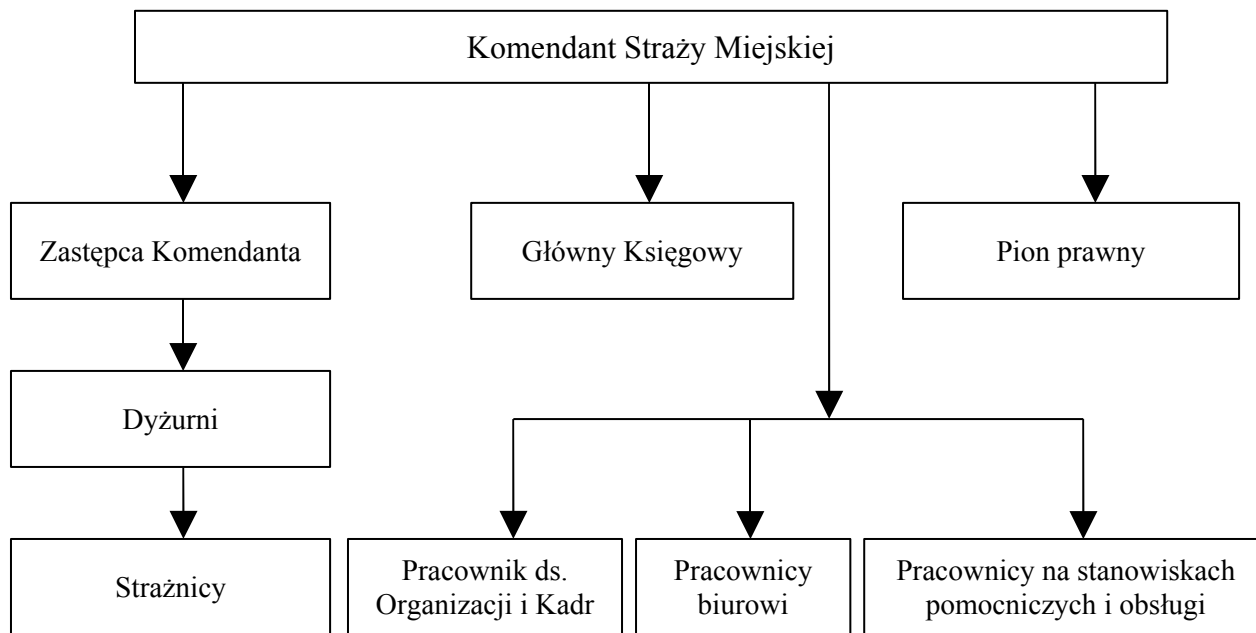 Komendant Straży Miejskiej
Zastępca Komendanta
Główny Księgowy
Pion prawny
Dyżurni
Strażnicy
Pracownik ds.
Organizacji i Kadr
Pracownicy
biurowi
Pracownicy na stanowiskach
pomocniczych i obsługi